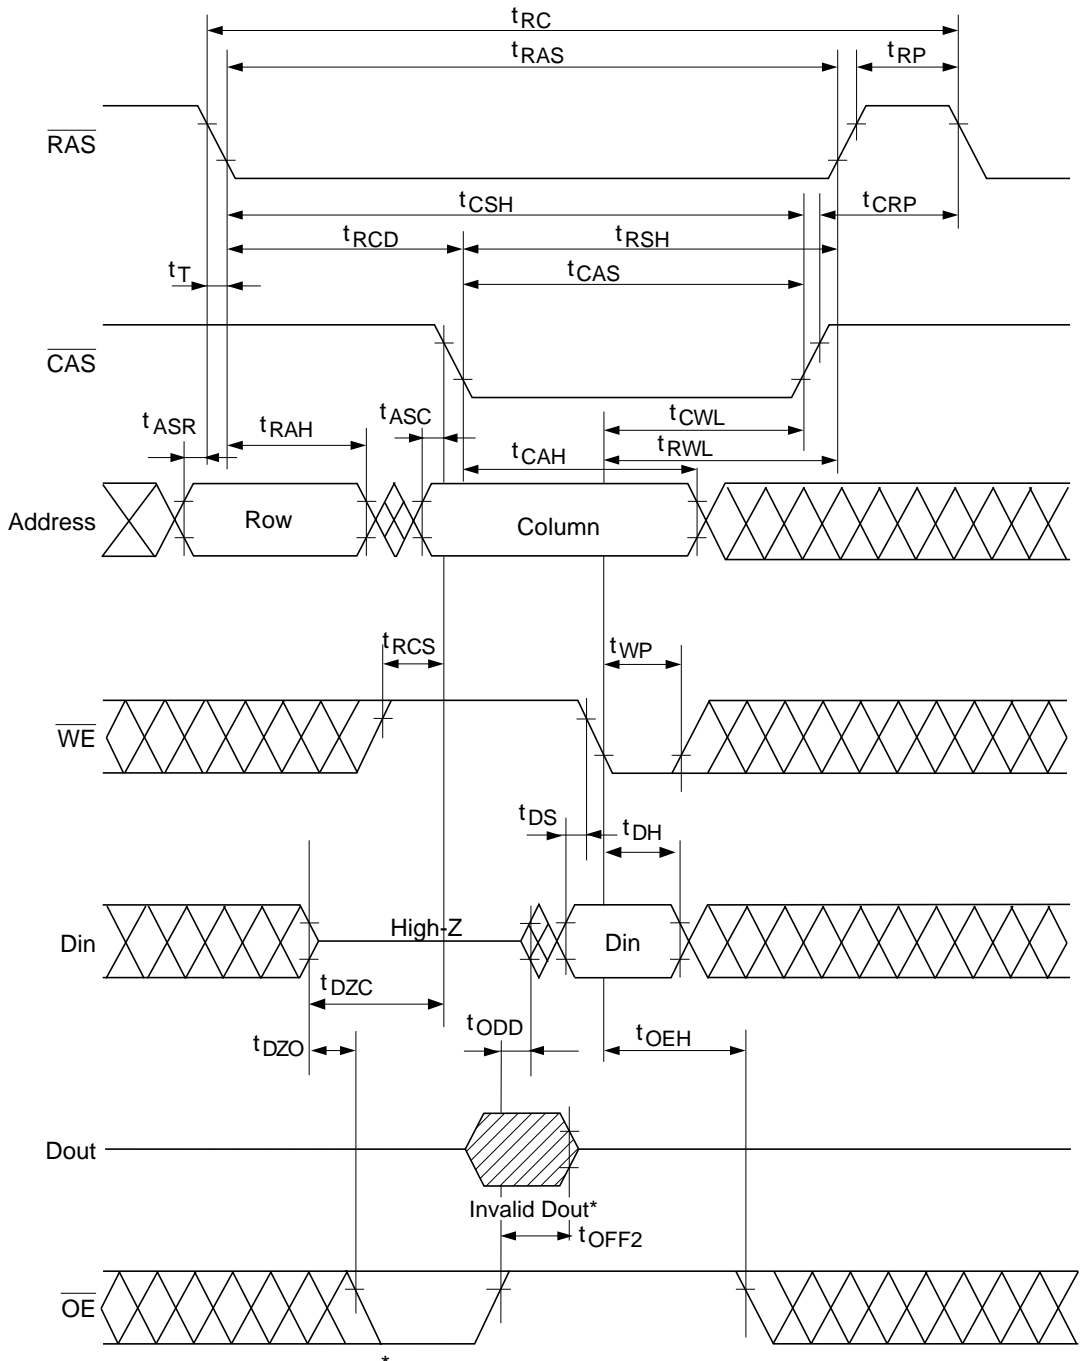 tRC
tRAS
tRP
RAS
tCSH
tCRP
tRCD
tRSH
tT
tCAS
CAS
tASR
tRAH
tASC
tCWL
tCAH
tRWL
Address
Row
Column
tRCS
tWP
WE
tDS
tDH
Din
High-Z
Din
tDZC
tODD
tDZO
tOEH
Dout
Invalid Dout*
tOFF2
OE
*